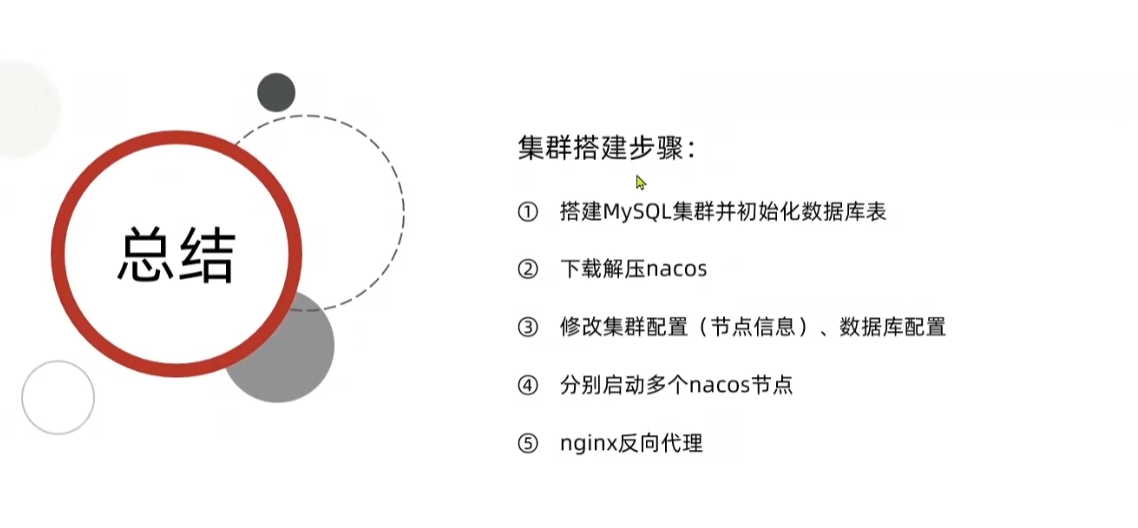 总结
集群搭建步骤：
① 搭建MySQL集群并初始化数据库表
② 下载解压nacos
③ 修改集群配置（节点信息）、数据库配置
④ 分别启动多个nacos节点
⑤ nginx反向代理